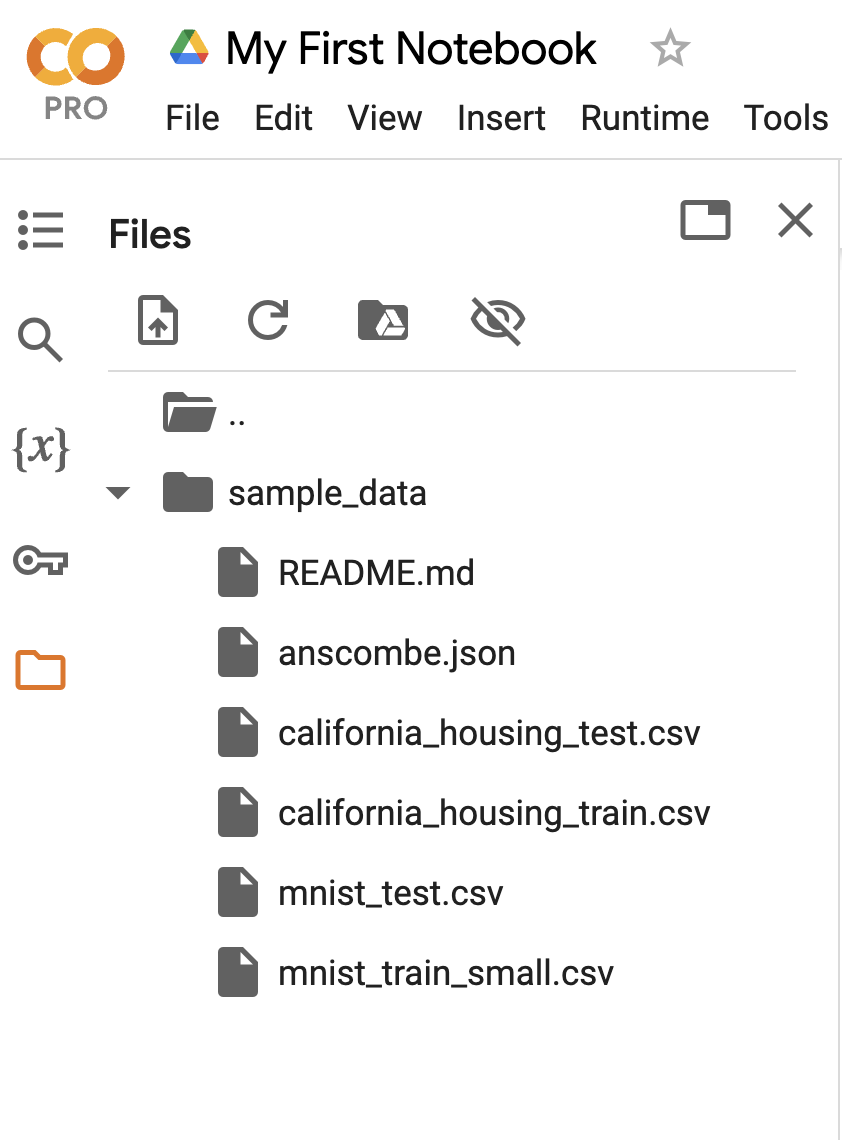 My First Notebook
PRO
File Edit View Insert Runtime Tools
Files
..
{x}
sample_data
README.md
anscombe.json
california_housing_test.csv
california_housing_train.csv
mnist_test.csv
mnist_train_small.csv